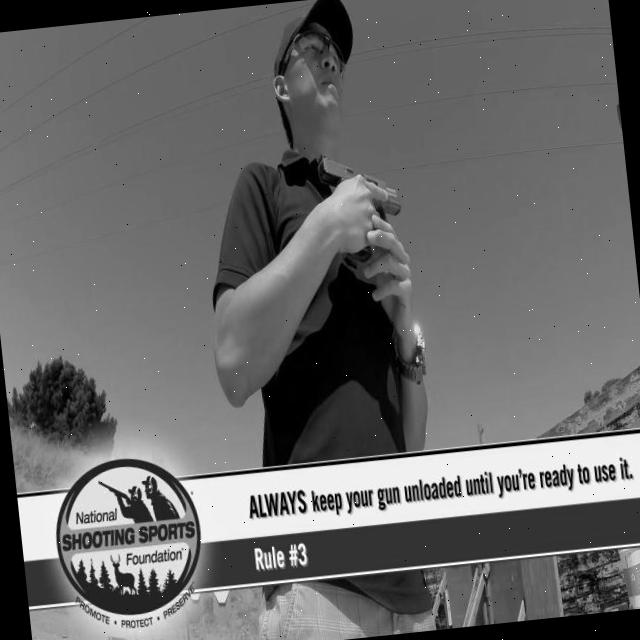 ALWAYS keep your gun unloaded until you're ready to use it.
Rule #3
National
SHOOTING SPORTS
Foundation
PROMOTE • PROTECT • PRESERVE